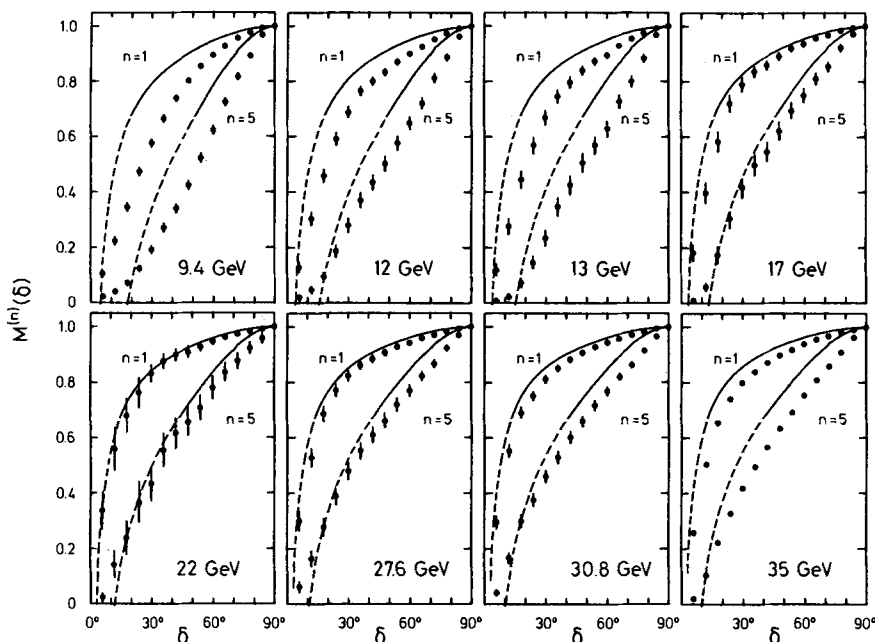 M⁽ⁿ⁾(δ)
1.0
0.8
0.6
0.4
0.2
0
n=1
n=5
9.4 GeV
n=1
n=5
12 GeV
n=1
n=5
13 GeV
n=1
n=5
17 GeV
1.0
0.8
0.6
0.4
0.2
0
n=1
n=5
22 GeV
n=1
n=5
27.6 GeV
n=1
n=5
30.8 GeV
n=1
n=5
35 GeV
0° 30° δ 60° 90° 30° δ 60° 90° 30° δ 60° 90° 30° δ 60° 90°